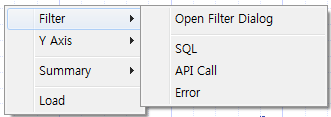 Filter
Y Axis
Summary
Load
Open Filter Dialog
SQL
API Call
Error